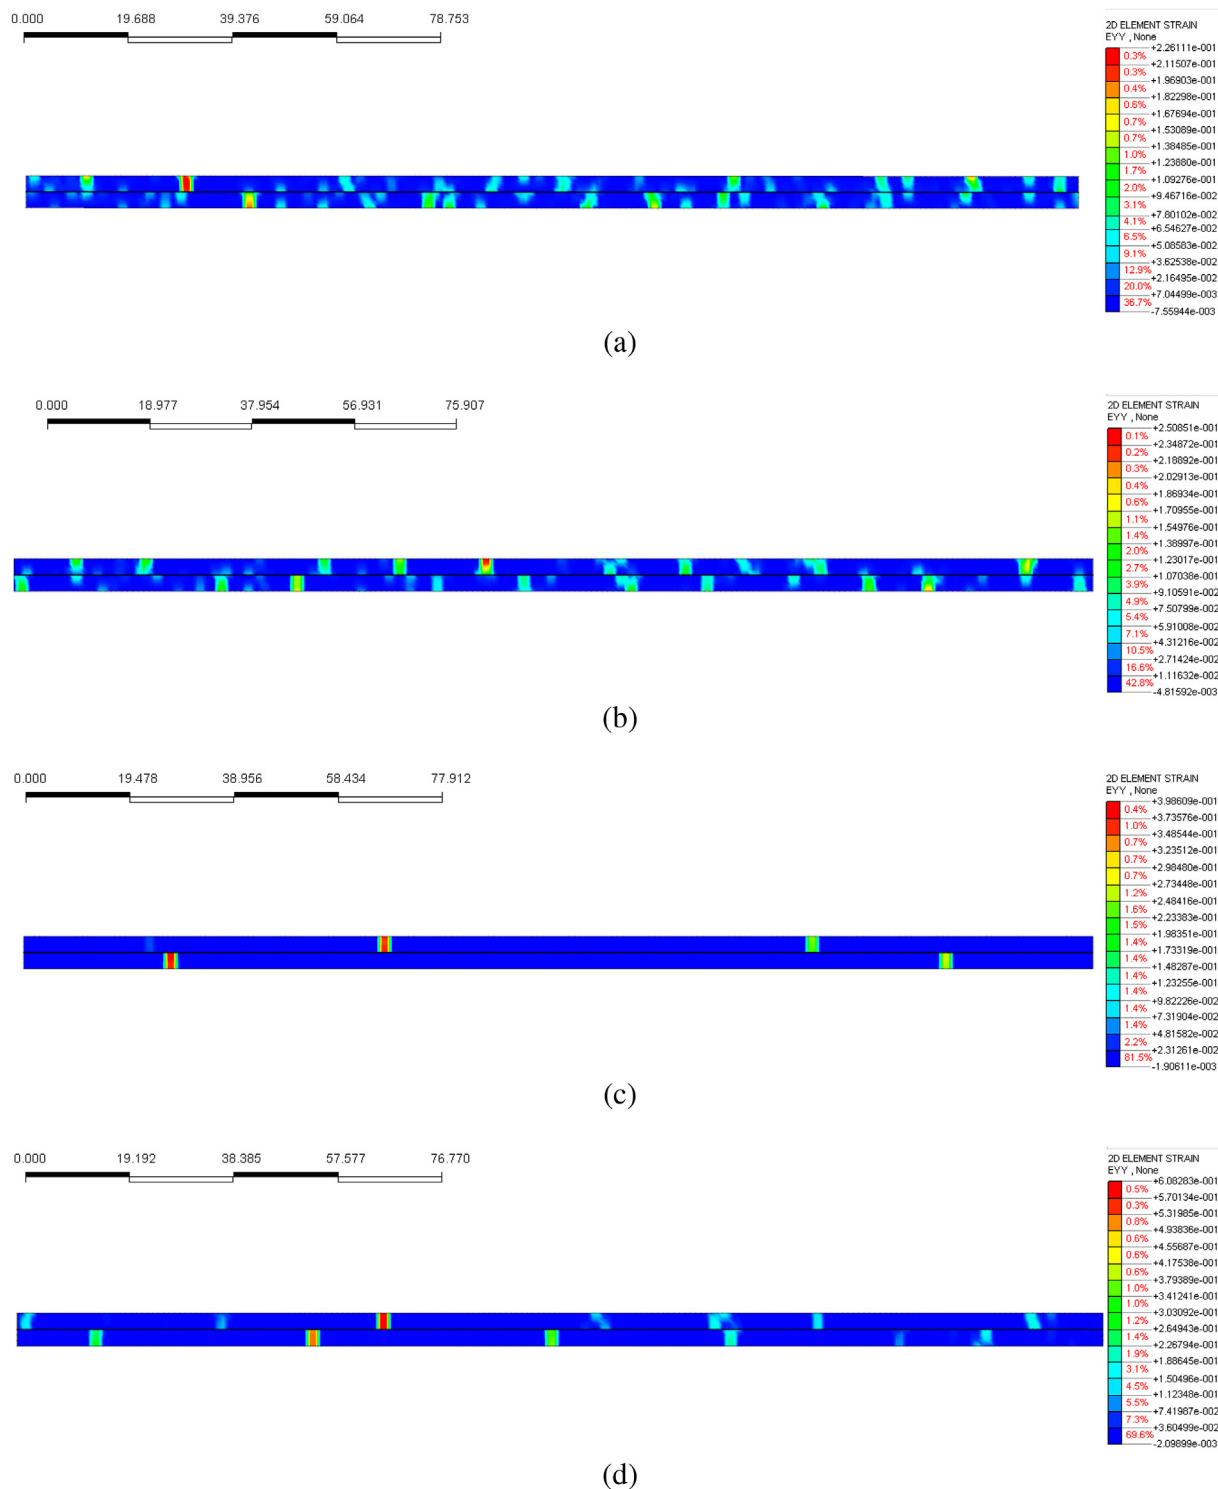 0.000 19.688 39.376 59.064 78.753
2D ELEMENT STRAIN
EYY , None
+2.26111e-001
0.3%
+2.11507e-001
0.3%
+1.96903e-001
0.4%
+1.82298e-001
0.6%
+1.67694e-001
0.7%
+1.53089e-001
0.7%
+1.38485e-001
1.0%
+1.23880e-001
1.7%
+1.09276e-001
2.0%
+9.46716e-002
3.1%
+7.80102e-002
4.1%
+6.54627e-002
6.5%
+5.08583e-002
9.1%
+3.62538e-002
12.9%
+2.16495e-002
20.0%
+7.04499e-003
36.7%
-7.55944e-003
(a)
0.000 18.977 37.954 56.931 75.907
2D ELEMENT STRAIN
EYY , None
+2.50851e-001
0.1%
+2.34872e-001
0.2%
+2.18892e-001
0.3%
+2.02913e-001
0.4%
+1.86934e-001
0.6%
+1.70955e-001
1.1%
+1.54976e-001
1.4%
+1.38997e-001
2.0%
+1.23017e-001
2.7%
+1.07038e-001
3.9%
+9.10591e-002
4.9%
+7.50799e-002
5.4%
+5.91008e-002
7.1%
+4.31216e-002
10.5%
+2.71424e-002
16.6%
+1.11632e-002
42.8%
-4.81592e-003
(b)
0.000 19.478 38.956 58.434 77.912
2D ELEMENT STRAIN
EYY , None
+3.98609e-001
0.4%
+3.73576e-001
1.0%
+3.48544e-001
0.7%
+3.23512e-001
0.7%
+2.98480e-001
0.7%
+2.73448e-001
1.2%
+2.48416e-001
1.6%
+2.23383e-001
1.5%
+1.98351e-001
1.4%
+1.73319e-001
1.4%
+1.48287e-001
1.4%
+1.23255e-001
1.4%
+9.82226e-002
1.4%
+7.31904e-002
1.4%
+4.81582e-002
2.2%
+2.31261e-002
81.5%
-1.90611e-003
(c)
0.000 19.192 38.385 57.577 76.770
2D ELEMENT STRAIN
EYY , None
+6.08283e-001
0.5%
+5.70134e-001
0.3%
+5.31985e-001
0.8%
+4.93836e-001
0.6%
+4.55687e-001
0.6%
+4.17538e-001
0.6%
+3.79389e-001
1.0%
+3.41241e-001
1.0%
+3.03092e-001
1.2%
+2.64943e-001
1.4%
+2.26794e-001
1.9%
+1.88645e-001
3.1%
+1.50496e-001
4.5%
+1.12348e-001
5.5%
+7.41987e-002
7.3%
+3.60499e-002
69.6%
-2.09899e-003
(d)